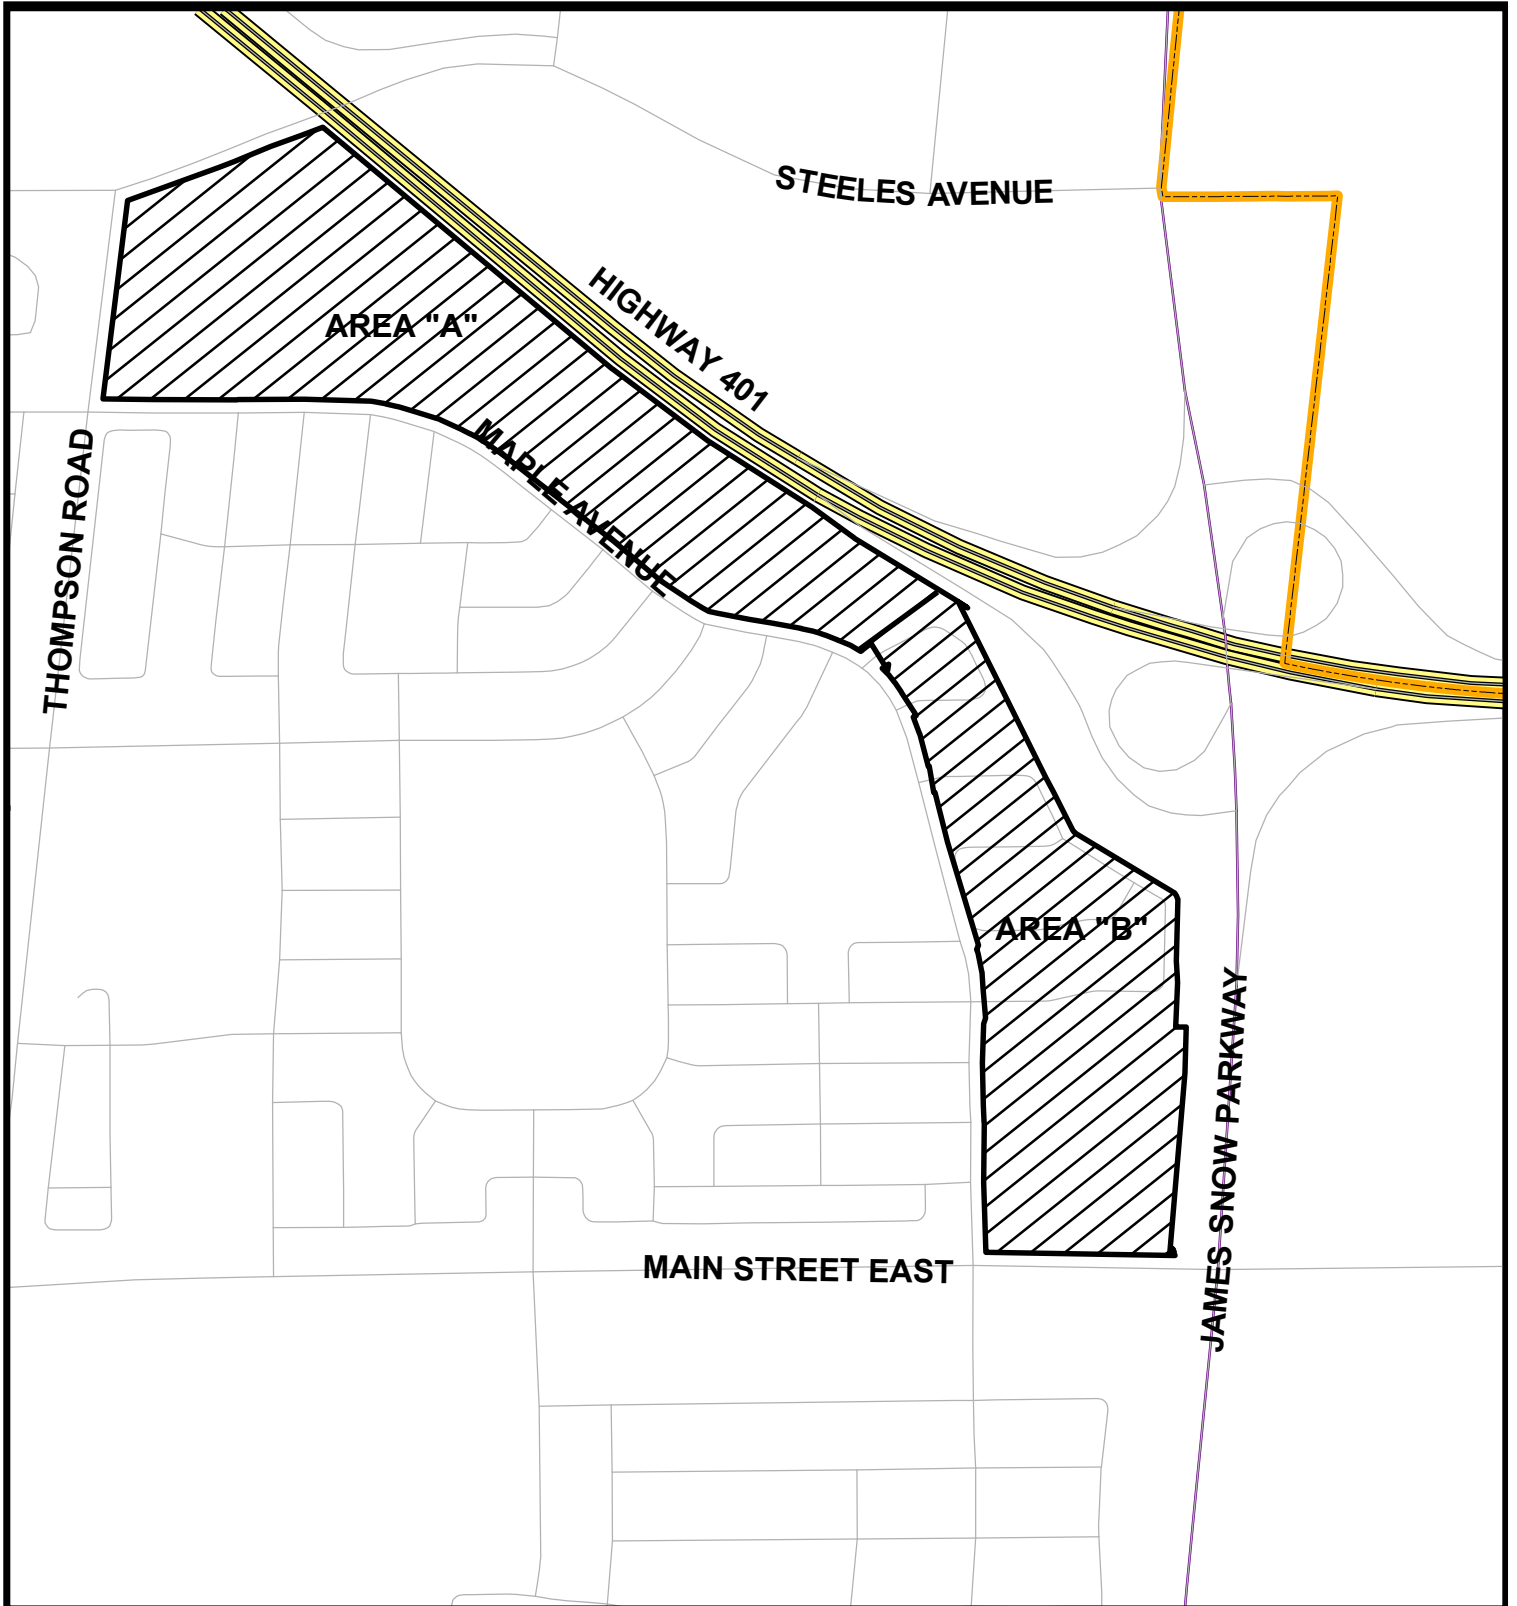 STEELES AVENUE
HIGHWAY 401
AREA "A"
MAPLE AVENUE
THOMPSON ROAD
AREA "B"
JAMES SNOW PARKWAY
MAIN STREET EAST